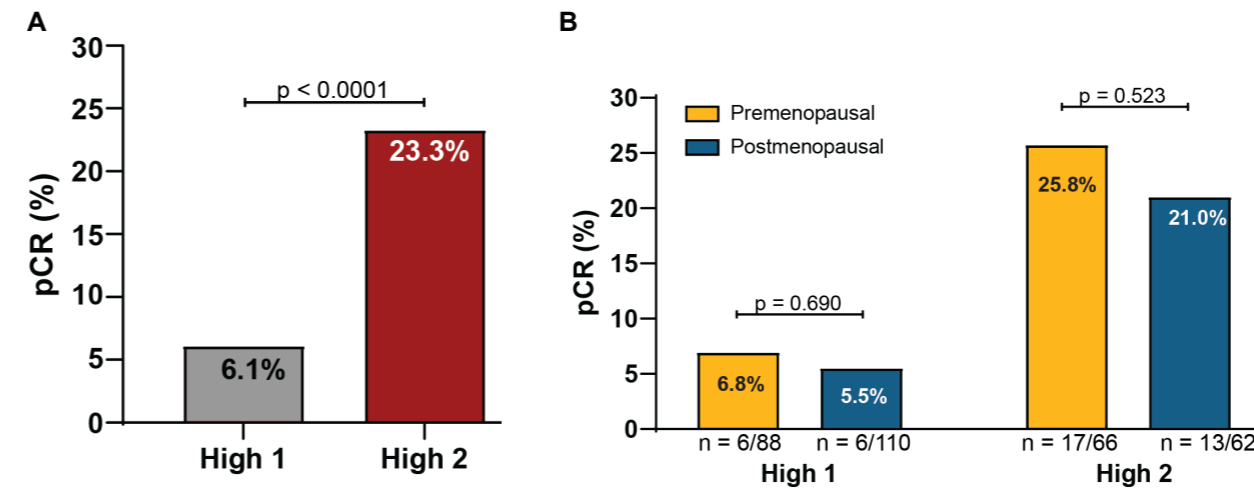 A
pCR (%)
30
25
20
15
10
5
0
p < 0.0001
6.1%
23.3%
High 1
High 2
B
pCR (%)
30
25
20
15
10
5
0
Premenopausal
Postmenopausal
p = 0.690
p = 0.523
6.8%
5.5%
25.8%
21.0%
n = 6/88
n = 6/110
n = 17/66
n = 13/62
High 1
High 2